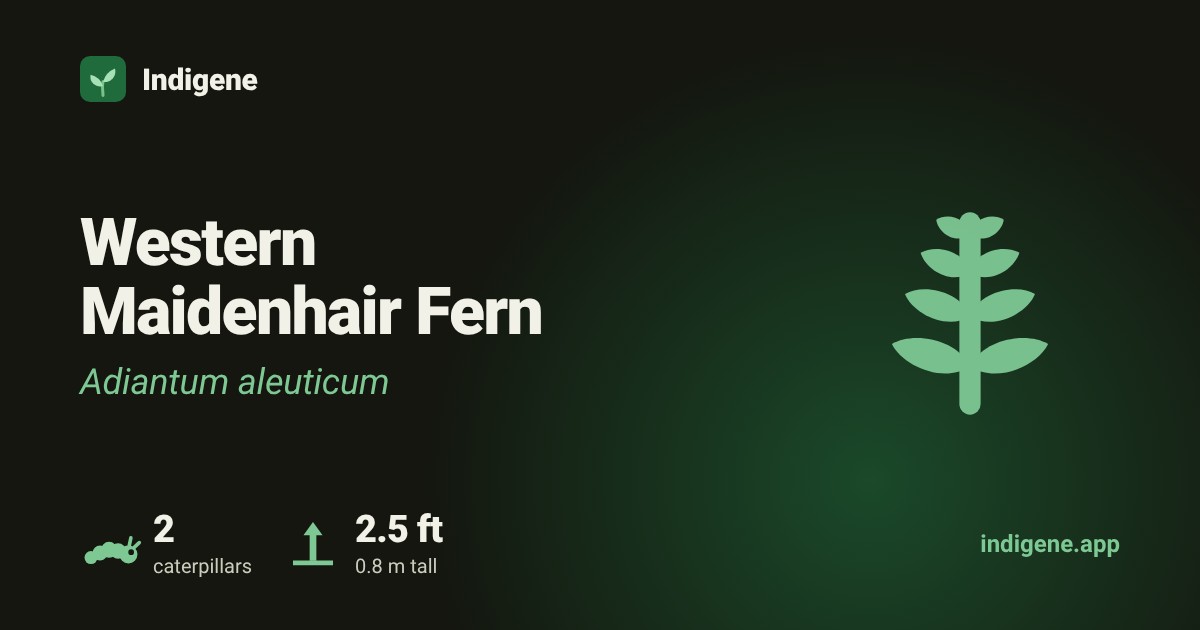 Indigene
Western
Maidenhair Fern
Adiantum aleuticum
2
caterpillars
2.5 ft
0.8 m tall
indigene.app